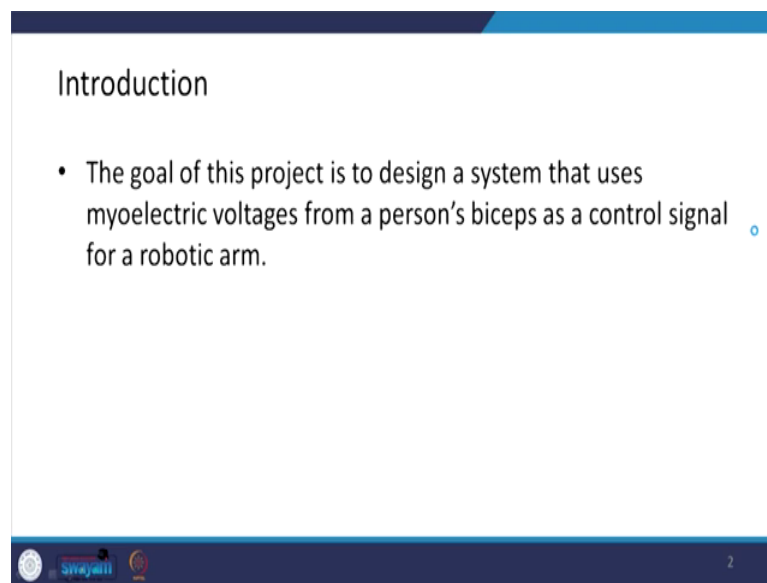 Introduction
• The goal of this project is to design a system that uses
myoelectric voltages from a person’s biceps as a control signal
for a robotic arm.
swayam
2